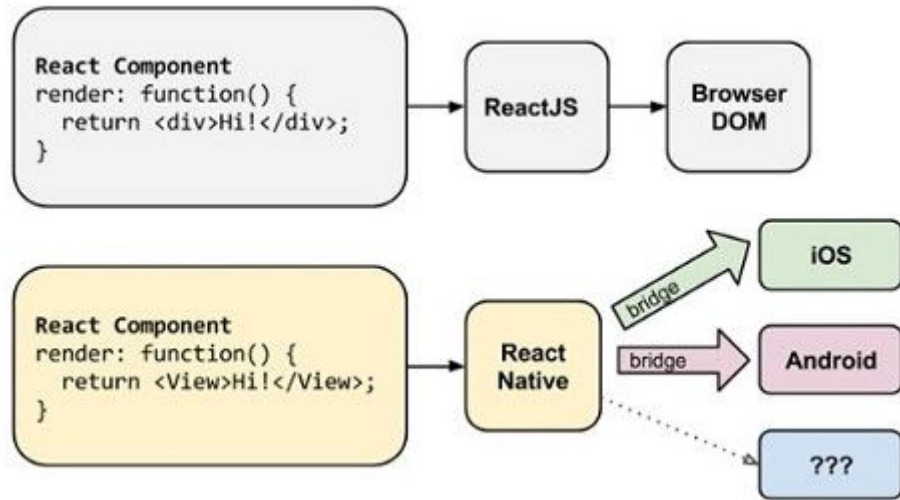 React Component
render: function() {
  return <div>Hi!</div>;
}
ReactJS
Browser
DOM
React Component
render: function() {
  return <View>Hi!</View>;
}
React
Native
bridge
iOS
bridge
Android
???